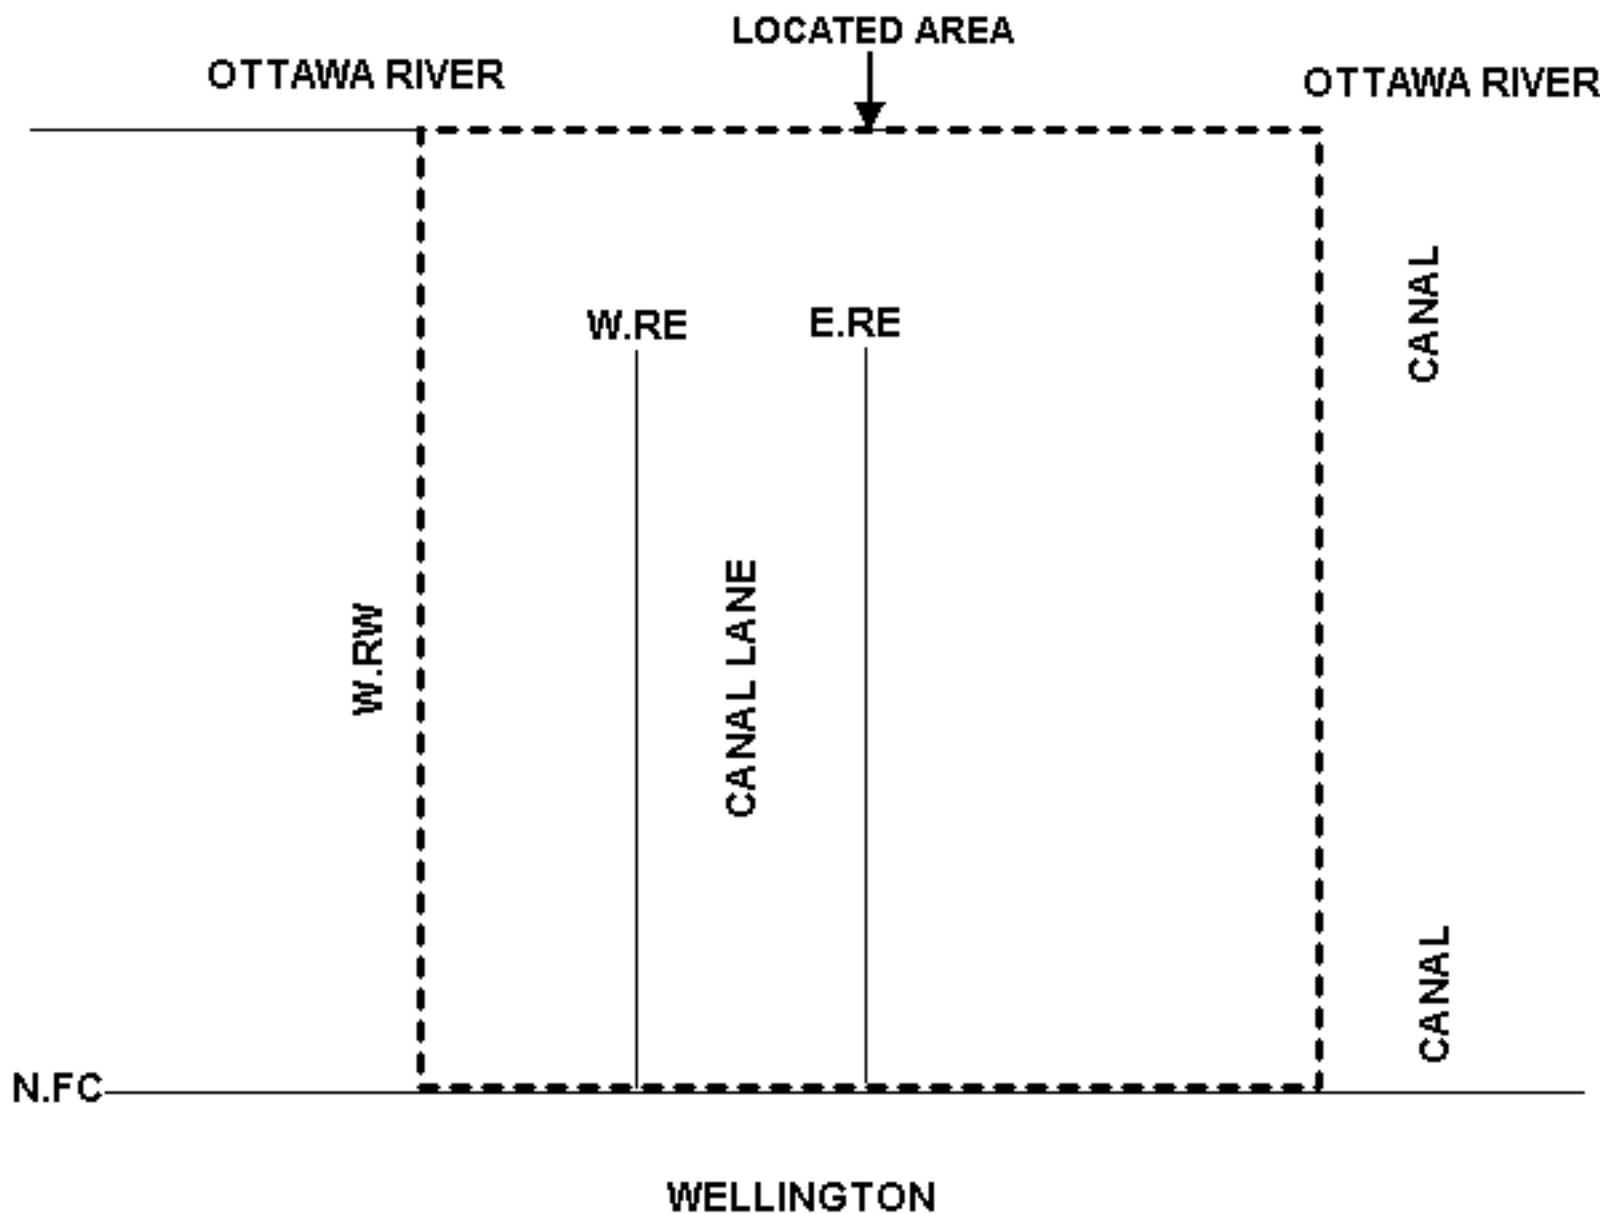 LOCATED AREA
OTTAWA RIVER
OTTAWA RIVER
CANAL
W.RE
E.RE
CANAL LANE
W.RW
CANAL
N.FC
WELLINGTON